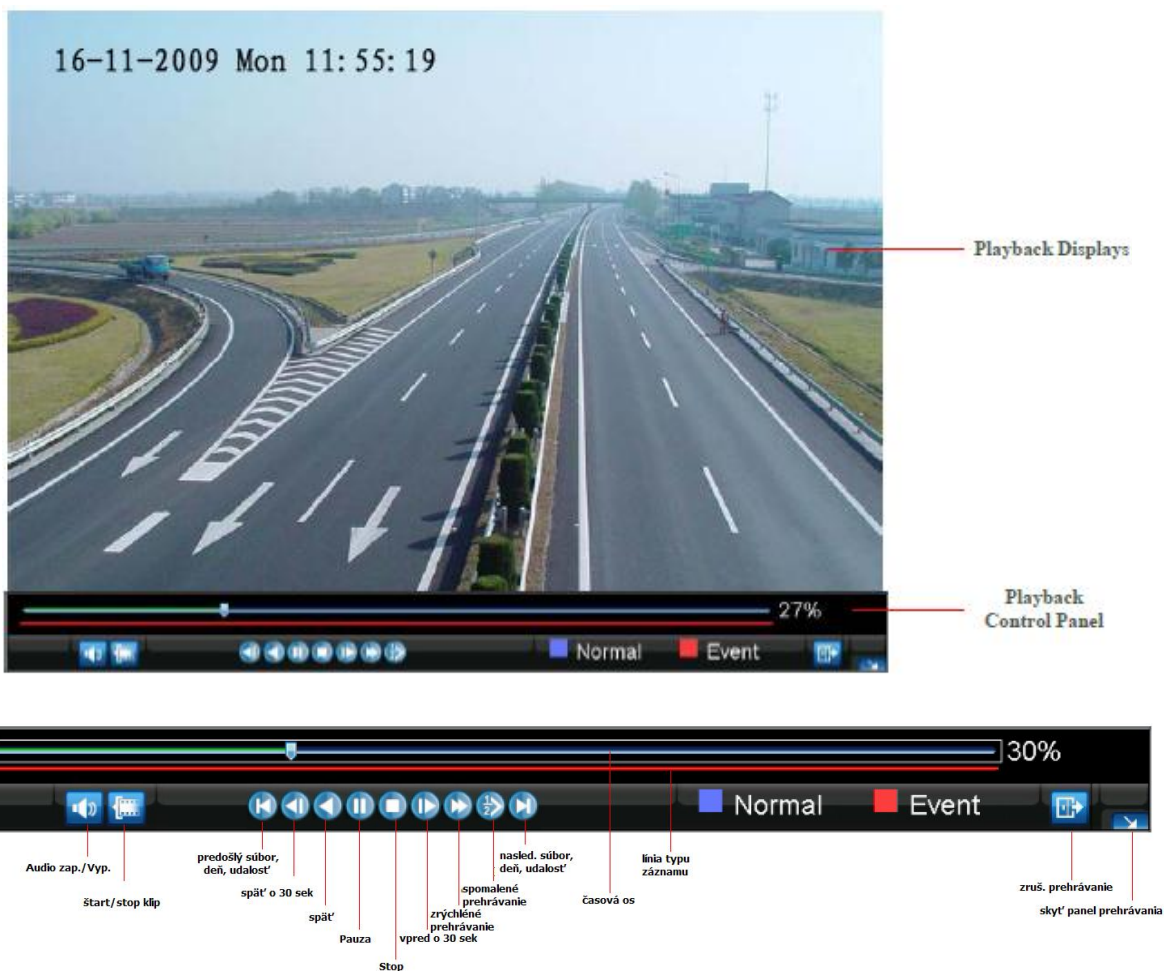 16-11-2009 Mon 11:55:19
Playback Displays
27%
Playback
Control Panel
Normal
Event
30%
Normal
Event
Audio zap./Vyp.
štart/stop klip
predošlý súbor,
deň, udalosť
späť o 30 sek
späť
Pauza
Stop
vpred o 30 sek
zrýchléné
prehrávanie
spomalené
prehrávanie
nasled. súbor,
deň, udalosť
časová os
línia typu
záznamu
zruš. prehrávanie
skyť panel prehrávania